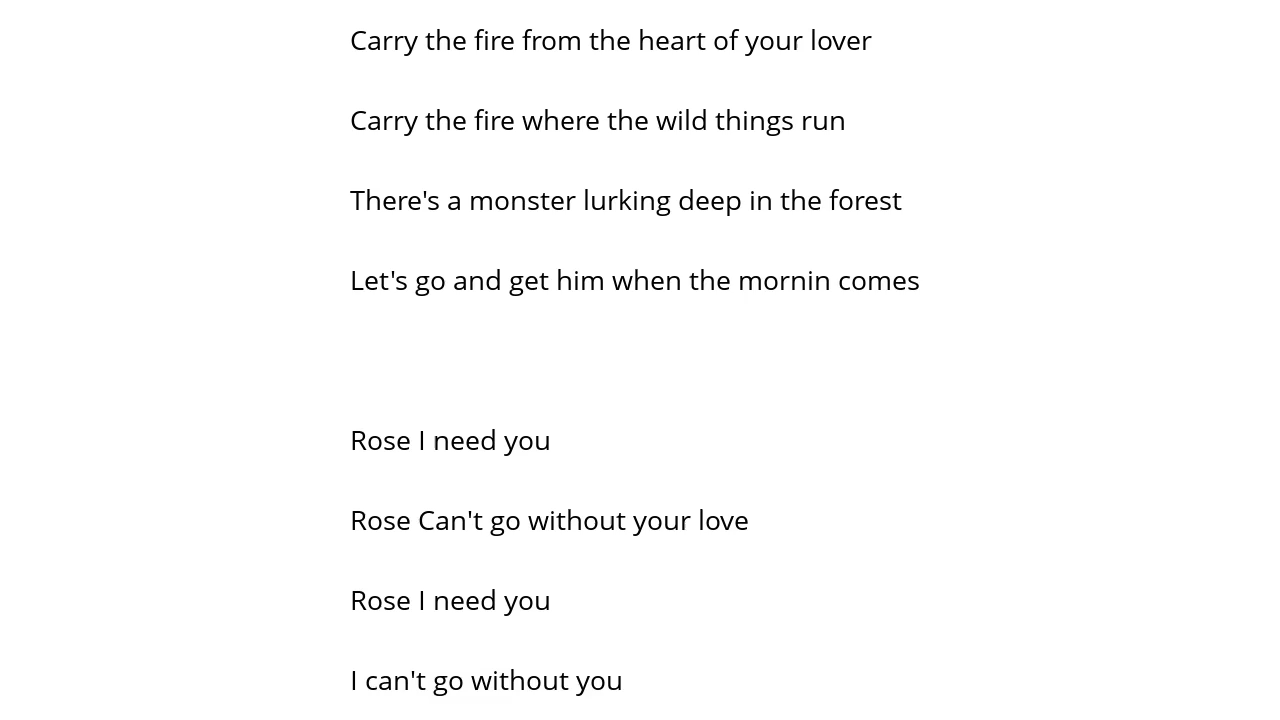 Carry the fire from the heart of your lover
Carry the fire where the wild things run
There's a monster lurking deep in the forest
Let's go and get him when the mornin comes
Rose I need you
Rose Can't go without your love
Rose I need you
I can't go without you